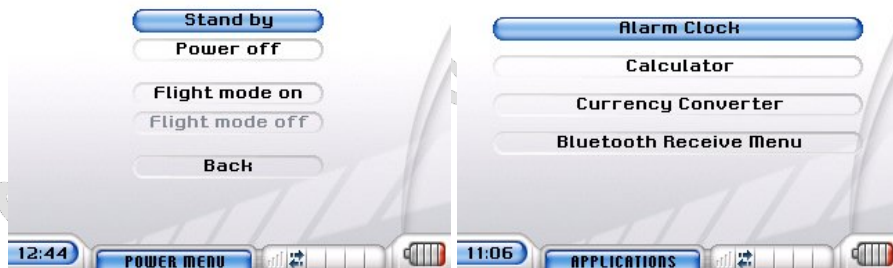 Stand by
Power off
Flight mode on
Flight mode off
Back
12:44
POWER MENU
Alarm Clock
Calculator
Currency Converter
Bluetooth Receive Menu
11:06
APPLICATIONS